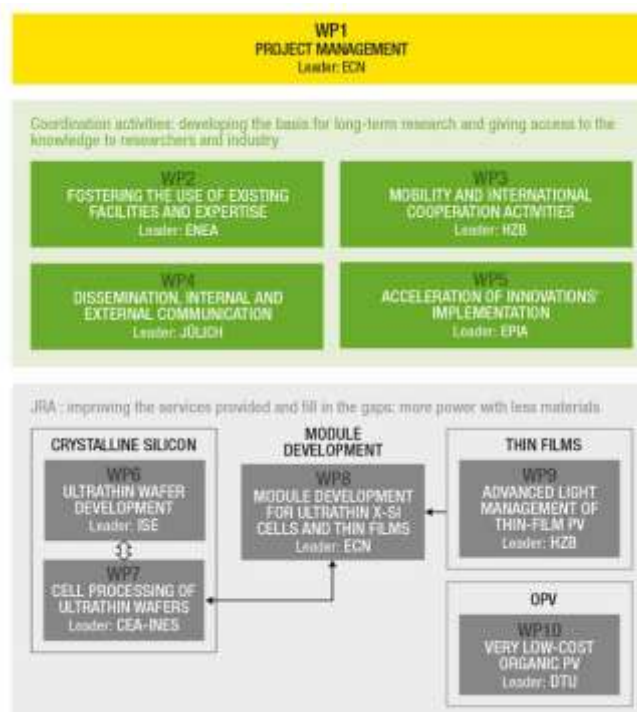 WP1
PROJECT MANAGEMENT
Leader: ECN
Coordination activities: developing the basis for long-term research and giving access to the
knowledge to researchers and industry
WP2
FOSTERING THE USE OF EXISTING
FACILITIES AND EXPERTISE
Leader: ENEA
WP3
MOBILITY AND INTERNATIONAL
COOPERATION ACTIVITIES
Leader: HZB
WP4
DISSEMINATION, INTERNAL AND
EXTERNAL COMMUNICATION
Leader: JÜLICH
WP5
ACCELERATION OF INNOVATIONS'
IMPLEMENTATION
Leader: EPIA
JRA : improving the services provided and fill in the gaps: more power with less materials
CRYSTALLINE SILICON
WP6
ULTRATHIN WAFER
DEVELOPMENT
Leader: ISE
WP7
CELL PROCESSING OF
ULTRATHIN WAFERS
Leader: CEA-INES
MODULE
DEVELOPMENT
WP8
MODULE DEVELOPMENT
FOR ULTRATHIN X-SI
CELLS AND THIN FILMS
Leader: ECN
THIN FILMS
WP9
ADVANCED LIGHT
MANAGEMENT OF
THIN-FILM PV
Leader: HZB
OPV
WP10
VERY LOW-COST
ORGANIC PV
Leader: DTU